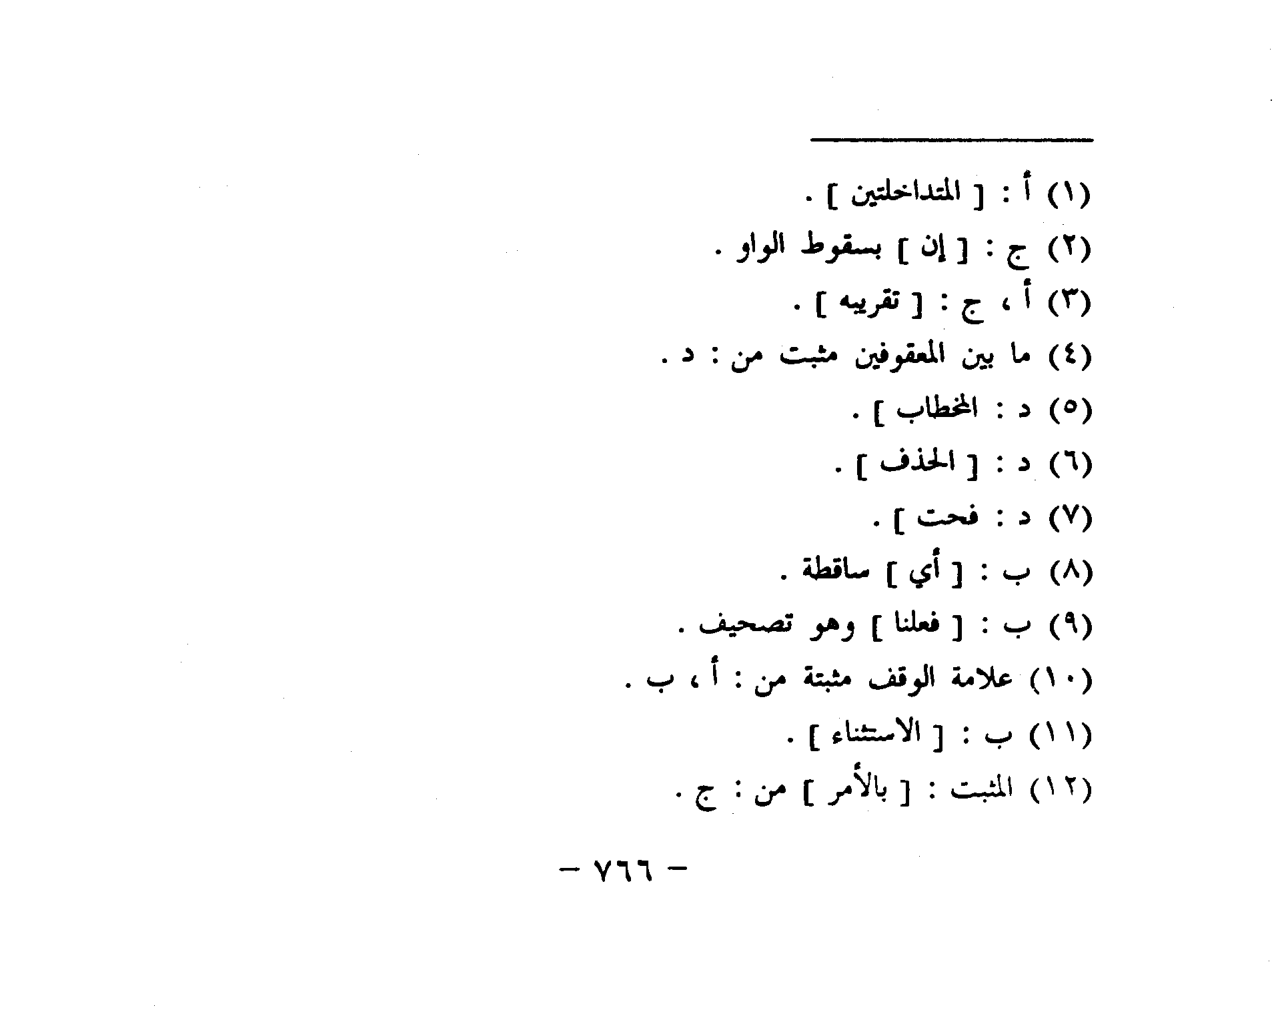 (١) أ : [ المتداخلتين ] .
(٢) ج : [ إن ] بسقوط الواو .
(٣) أ ، ج : [ تقريبه ] .
(٤) ما بين المعقوفين مثبت من : د .
(٥) د : المخطاب ] .
(٦) د : [ الحذف ] .
(٧) د : فحت ] .
(٨) ب : [ أي ] ساقطة .
(٩) ب : [ فعلنا ] وهو تصحيف .
(١٠) علامة الوقف مثبتة من : أ ، ب .
(١١) ب : [ الاستثناء ] .
(١٢) المثبت : [ بالأمر ] من : ج .
- ٧٦٦ -